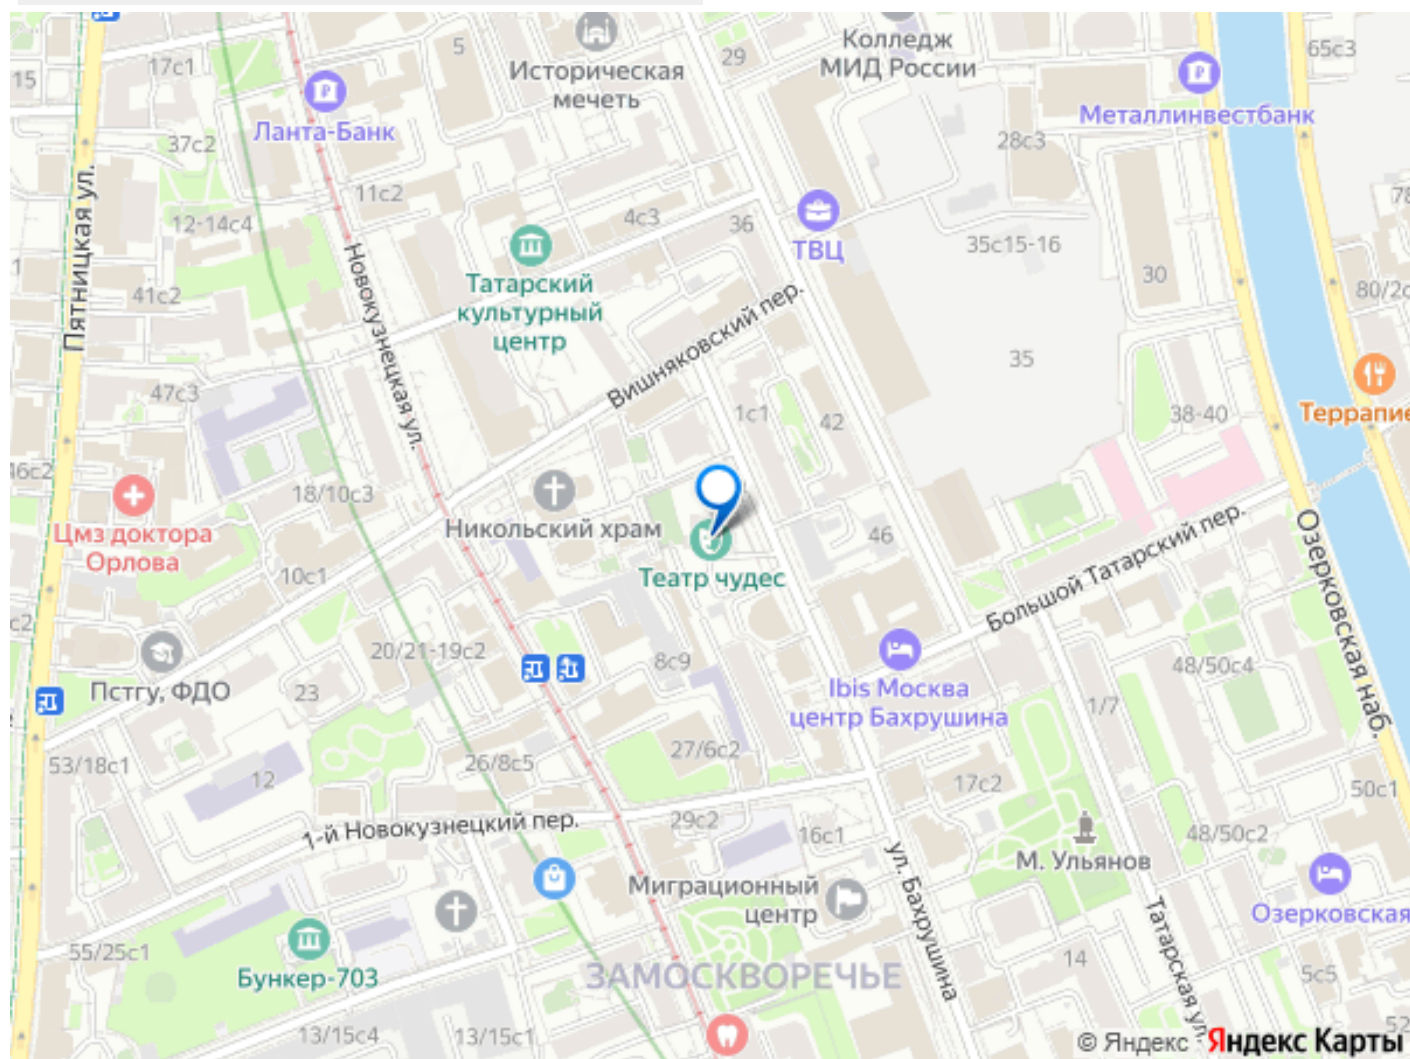 5
29
Колледж
МИД России
65с3
17с1
15
Историческая
мечеть
Металлинвестбанк
Ланта-Банк
37с2
28с3
Пятницкая ул.
11с2
12-14с4
4с3
36
ТВЦ
35с15-16
78
1
Новокузнецкая ул.
Татарский
культурный
центр
41с2
30
80/2с
Вишняковский пер.
35
47с3
1с1
42
38-40
Террапие
46с2
18/10с3
Цмз доктора
Орлова
Никольский храм
46
Озерковская наб.
Театр чудес
10с1
Большой Татарский пер.
с2
20/21-19с2
8с9
48/50с4
Пстгу, ФДО
23
Ibis Москва
центр Бахрушина
1/7
53/18с1
12
26/8с5
27/6с2
17с2
50с1
1-й Новокузнецкий пер.
29с2
16с1
48/50с2
М. Ульянов
ул. Бахрушина
Миграционный
центр
Татарская ул.
Озерковская
55/25с1
Бункер-703
ЗАМОСКВОРЕЧЬЕ
14
5с5
13/15с4
13/15с1
52
© Яндекс Яндекс Карты